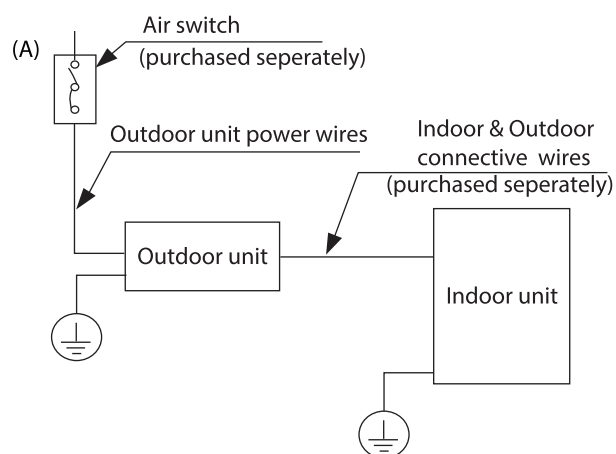 (A)
Air switch
(purchased seperately)
Outdoor unit power wires
Indoor & Outdoor
connective wires
(purchased seperately)
Outdoor unit
Indoor unit